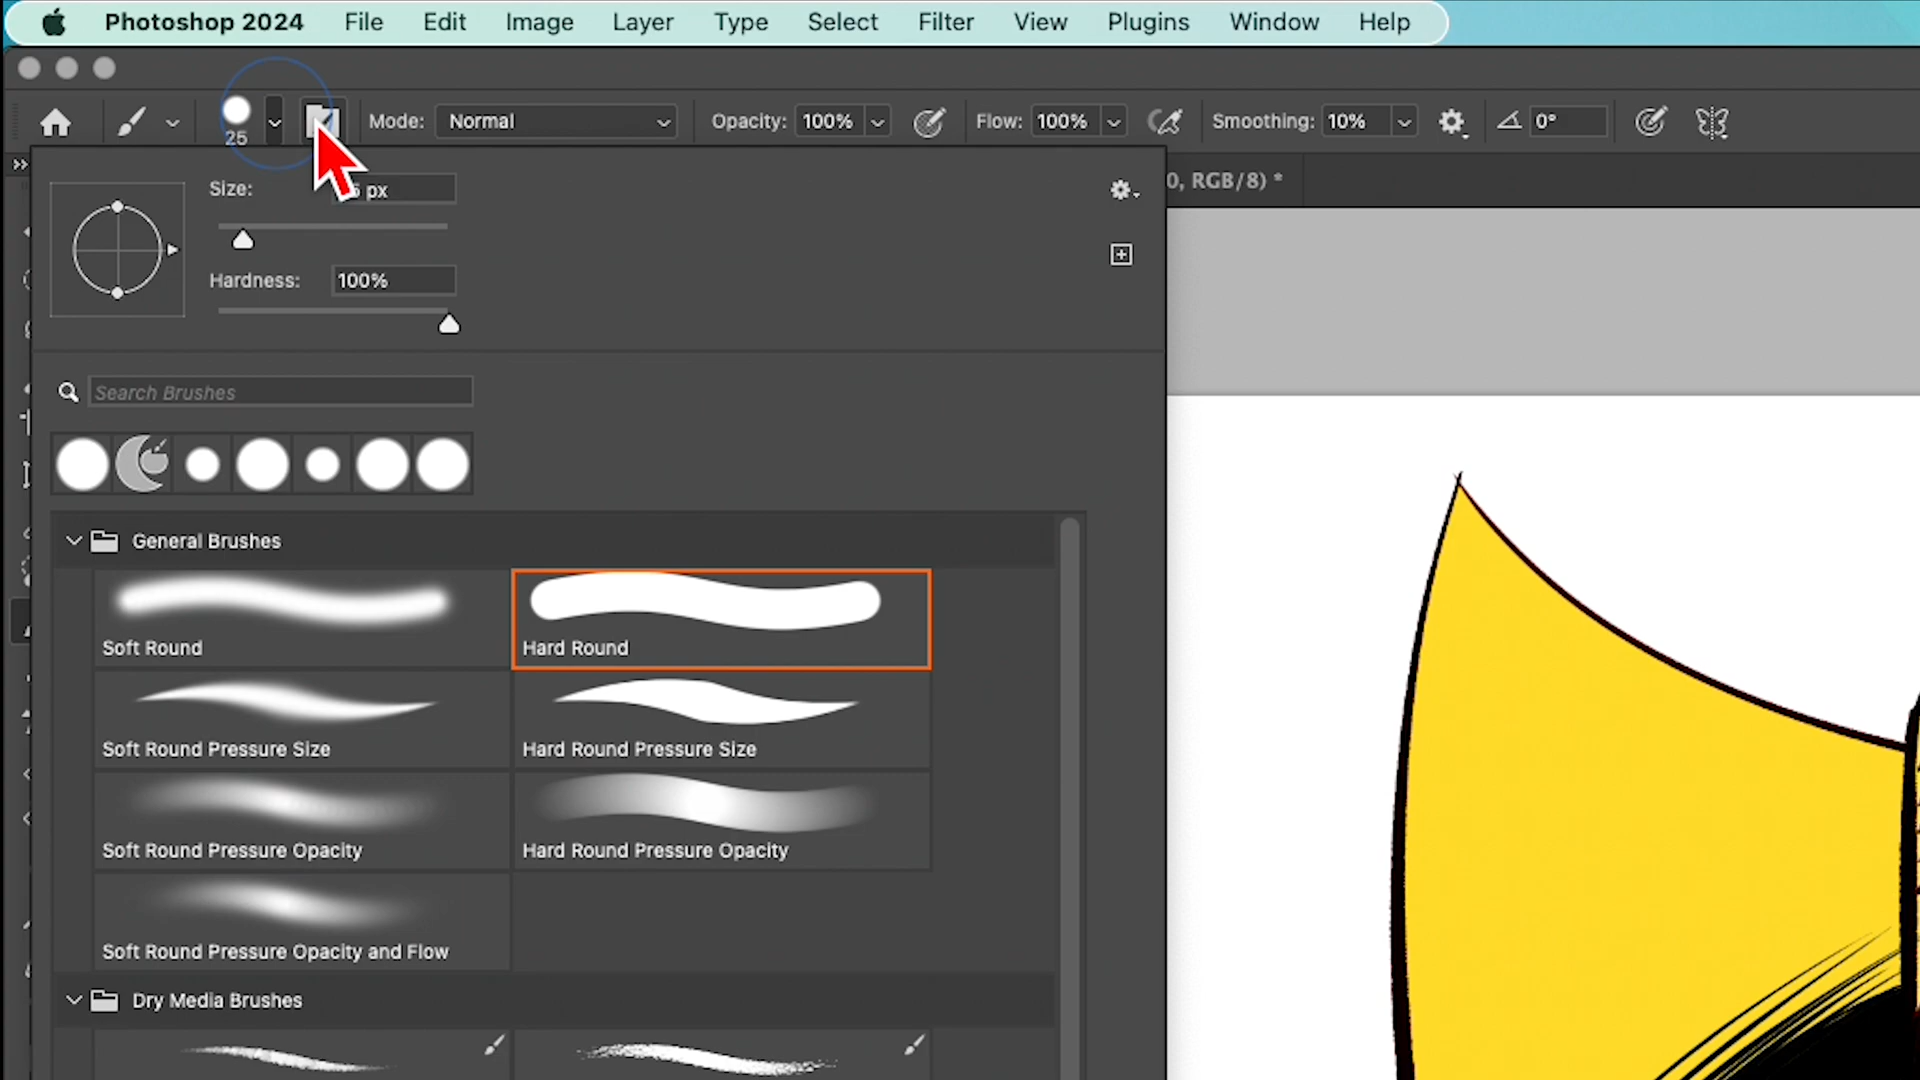 Photoshop 2024 File Edit Image Layer Type Select Filter View Plugins Window Help
25 Mode: Normal Opacity: 100% Flow: 100% Smoothing: 10% 0°
0, RGB/8) *
Size: px
Hardness: 100%
Search Brushes
General Brushes
Soft Round Hard Round
Soft Round Pressure Size Hard Round Pressure Size
Soft Round Pressure Opacity Hard Round Pressure Opacity
Soft Round Pressure Opacity and Flow
Dry Media Brushes